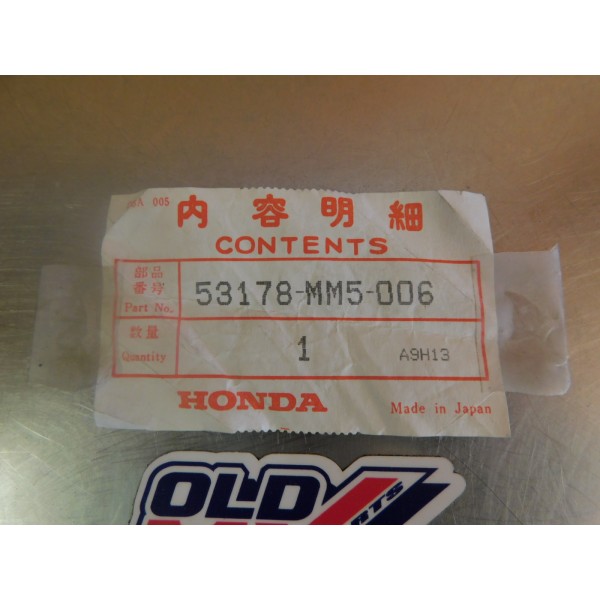 005
内容明細
CONTENTS
部品
番号
Part No.
53178-MM5-006
数量
Quantity
1
A9H13
HONDA
Made in Japan
OLD